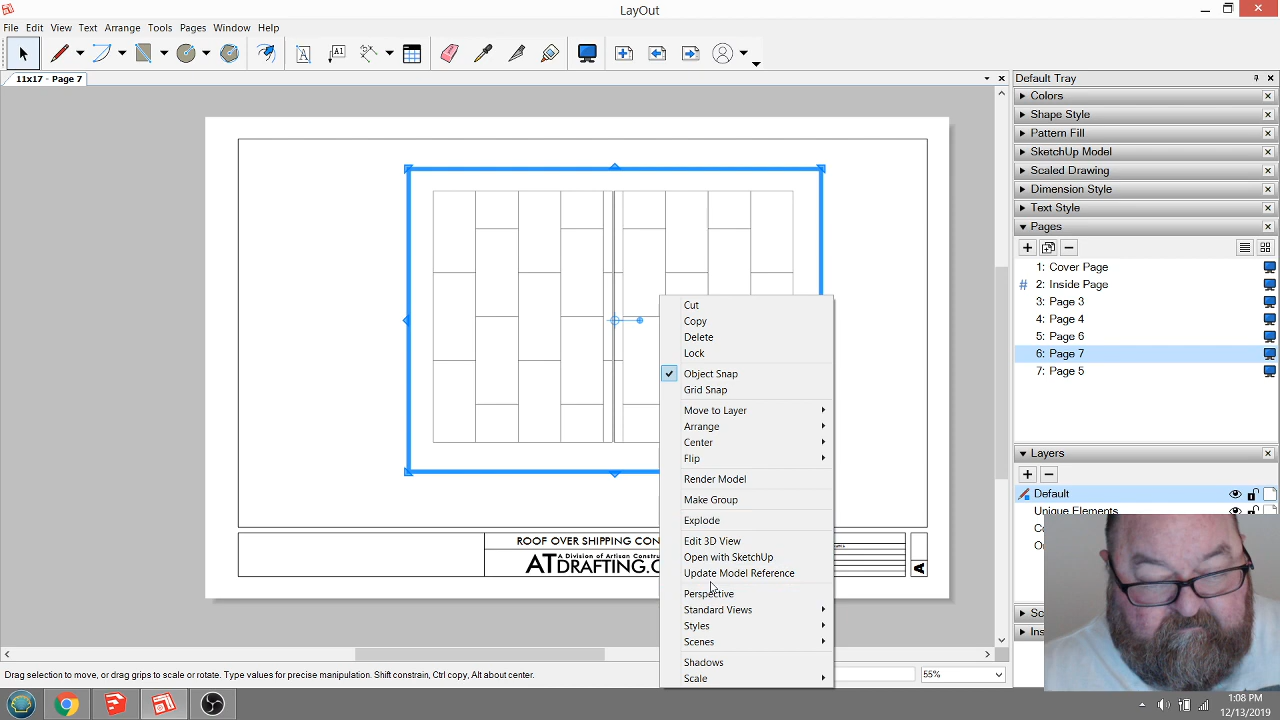 LayOut
File Edit View Text Arrange Tools Pages Window Help
11x17 - Page 7
Default Tray
Colors
Shape Style
Pattern Fill
SketchUp Model
Scaled Drawing
Dimension Style
Text Style
Pages
1: Cover Page
# 2: Inside Page
3: Page 3
4: Page 4
5: Page 6
6: Page 7
7: Page 5
Layers
Default
Unique Elements
Cut
Copy
Delete
Lock
Object Snap
Grid Snap
Move to Layer
Arrange
Center
Flip
Render Model
Make Group
Explode
Edit 3D View
Open with SketchUp
Update Model Reference
Perspective
Standard Views
Styles
Scenes
Shadows
Scale
ROOF OVER SHIPPING CON
A Division of Artisan Constru
ATDRAFTING.C
A
Drag selection to move, or drag grips to scale or rotate. Type values for precise manipulation. Shift constrain, Ctrl copy, Alt alter center.
55%
1:08 PM
12/13/2019